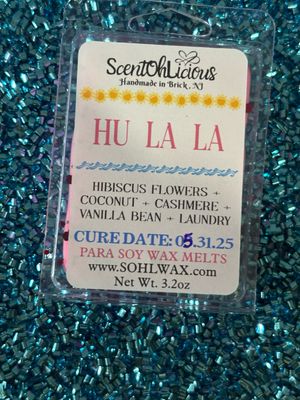 ScentOhLicious
Handmade in Brick, NJ
HU LA LA
HIBISCUS FLOWERS +
COCONUT + CASHMERE +
VANILLA BEAN + LAUNDRY
CURE DATE: 05.31.25
PARA SOY WAX MELTS
www.SOHLWAX.com
Net Wt. 3.2oz